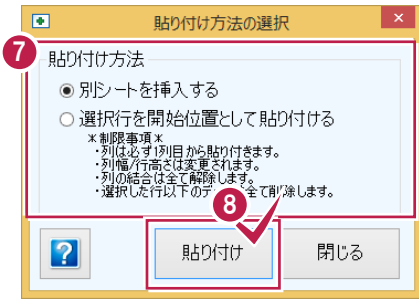 貼り付け方法の選択
×
7
貼り付け方法
別シートを挿入する
選択行を開始位置として貼り付ける
※制限事項※
・列は必ず1列目から貼り付きます。
・列幅/行高さは変更されます。
・列の結合は全て解除します。
・選択した行以下のデ 全て削除します。
8
? 貼り付け 閉じる